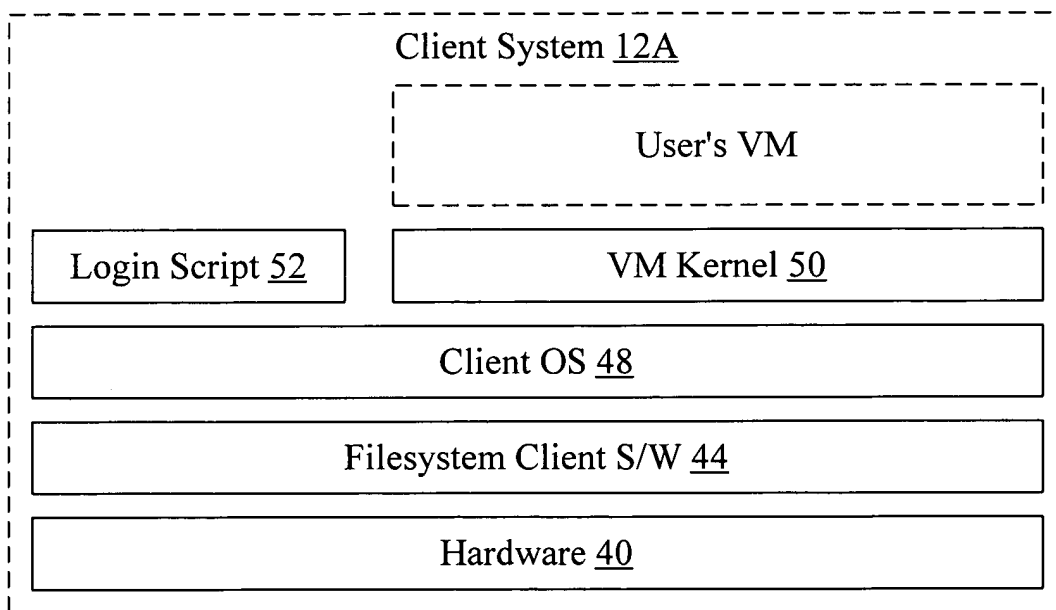 Client System 12A
User's VM
Login Script 52
VM Kernel 50
Client OS 48
Filesystem Client S/W 44
Hardware 40